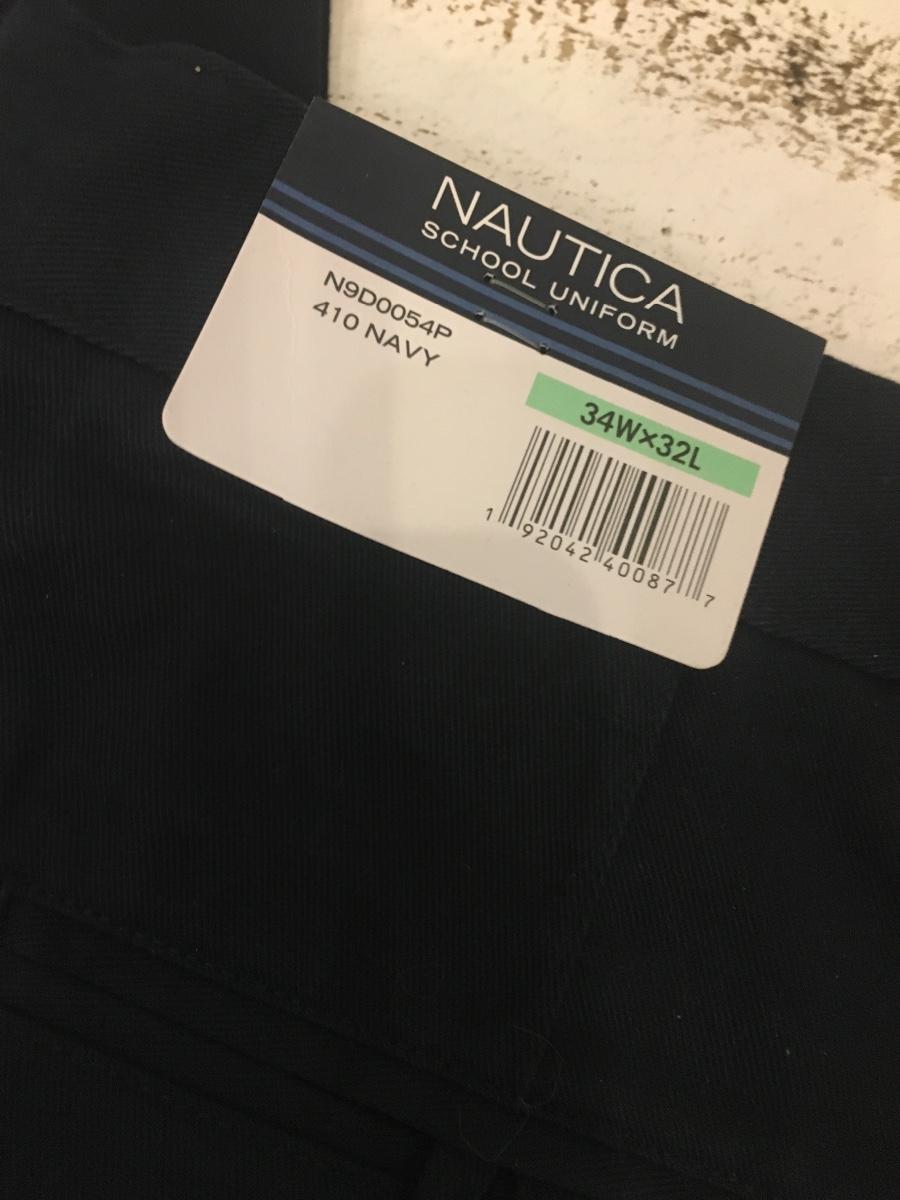 NAUTICA
SCHOOL UNIFORM
N9D0054P
410 NAVY
34W×32L
1 92042 40087 7